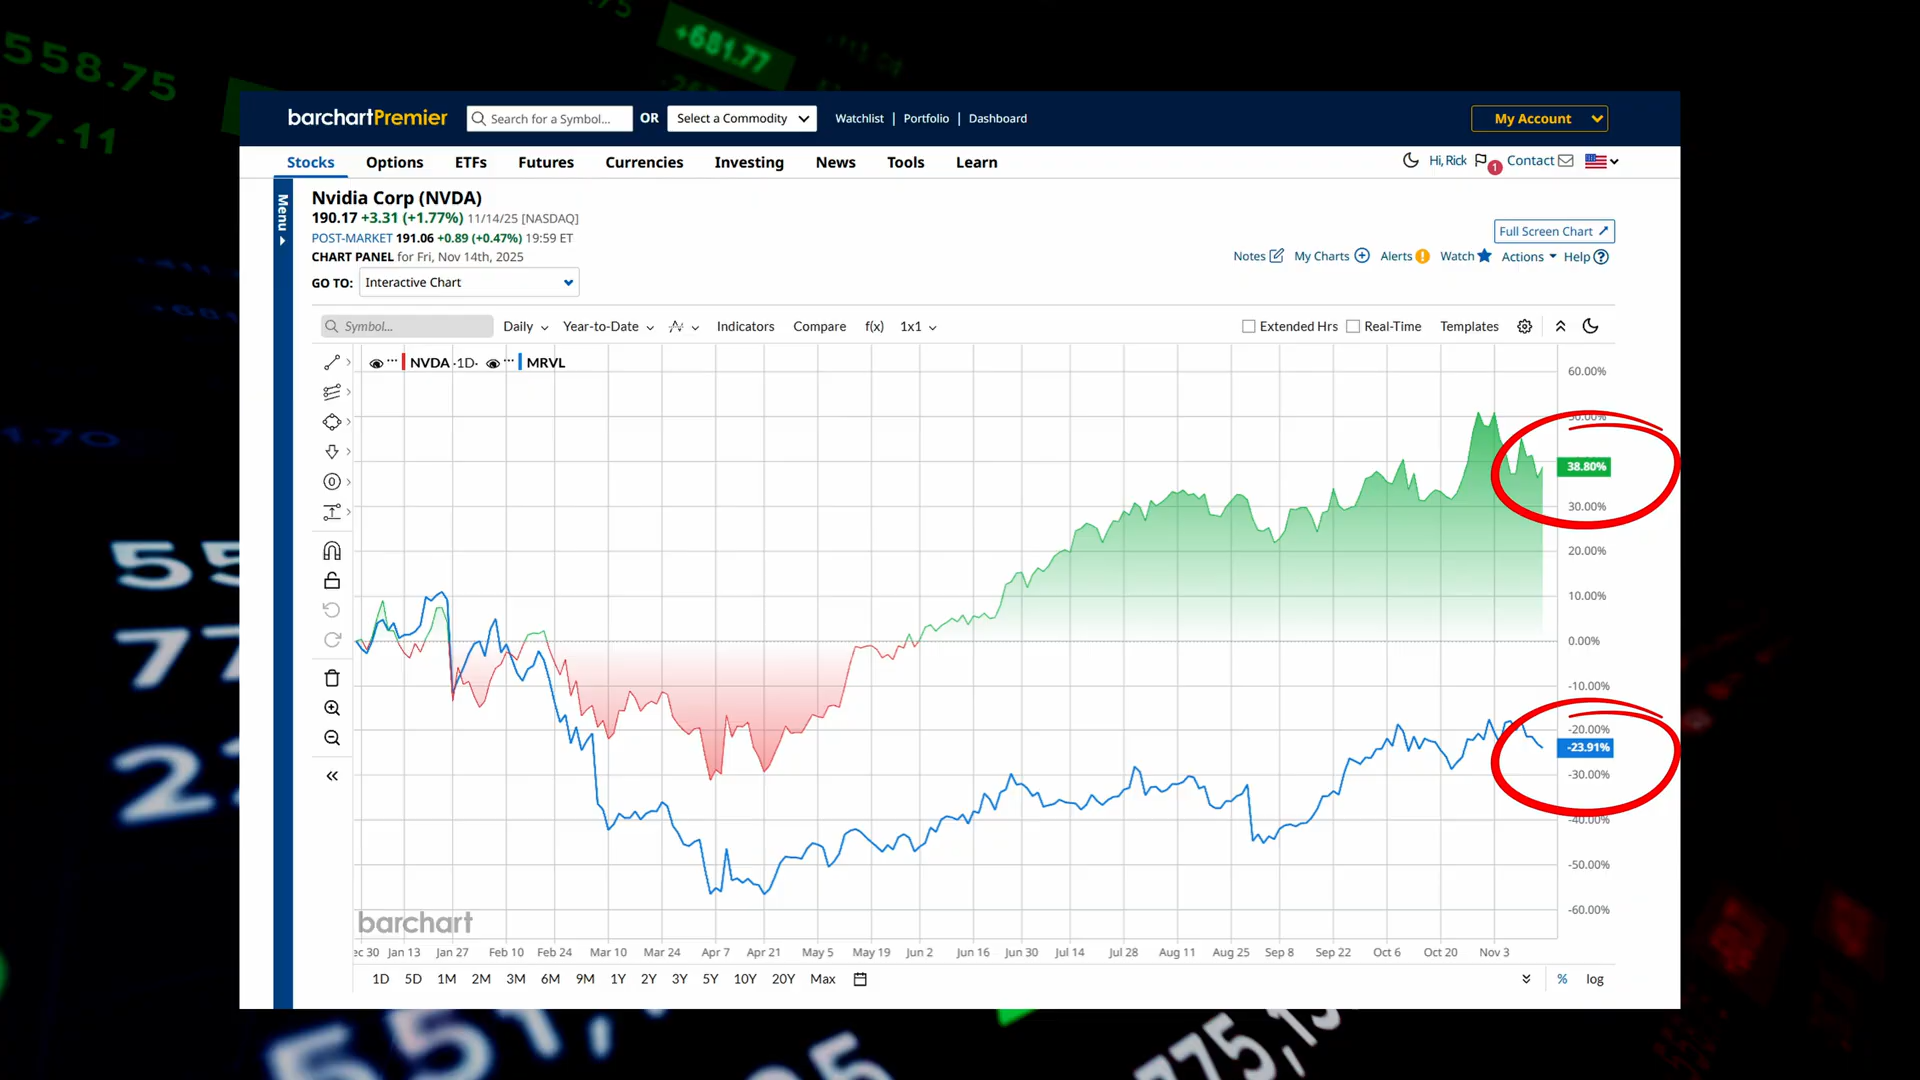 558.75
87.11
+681.77
barchartPremier
Search for a Symbol...
OR
Select a Commodity
Watchlist | Portfolio | Dashboard
My Account
Stocks Options ETFs Futures Currencies Investing News Tools Learn
Hi, Rick
1
Contact
Menu
Nvidia Corp (NVDA)
190.17 +3.31 (+1.77%) 11/14/25 [NASDAQ]
POST-MARKET 191.06 +0.89 (+0.47%) 19:59 ET
CHART PANEL for Fri, Nov 14th, 2025
GO TO: Interactive Chart
Full Screen Chart
Notes My Charts Alerts Watch Actions Help
Symbol... Daily Year-to-Date Indicators Compare f(x) 1x1 Extended Hrs Real-Time Templates
NVDA ·1D· MRVL
60.00%
50.00%
38.80%
30.00%
20.00%
10.00%
0.00%
-10.00%
-20.00%
-23.91%
-30.00%
-40.00%
-50.00%
-60.00%
barchart
ec 30 Jan 13 Jan 27 Feb 10 Feb 24 Mar 10 Mar 24 Apr 7 Apr 21 May 5 May 19 Jun 2 Jun 16 Jun 30 Jul 14 Jul 28 Aug 11 Aug 25 Sep 8 Sep 22 Oct 6 Oct 20 Nov 3
1D 5D 1M 2M 3M 6M 9M 1Y 2Y 3Y 5Y 10Y 20Y Max
% log